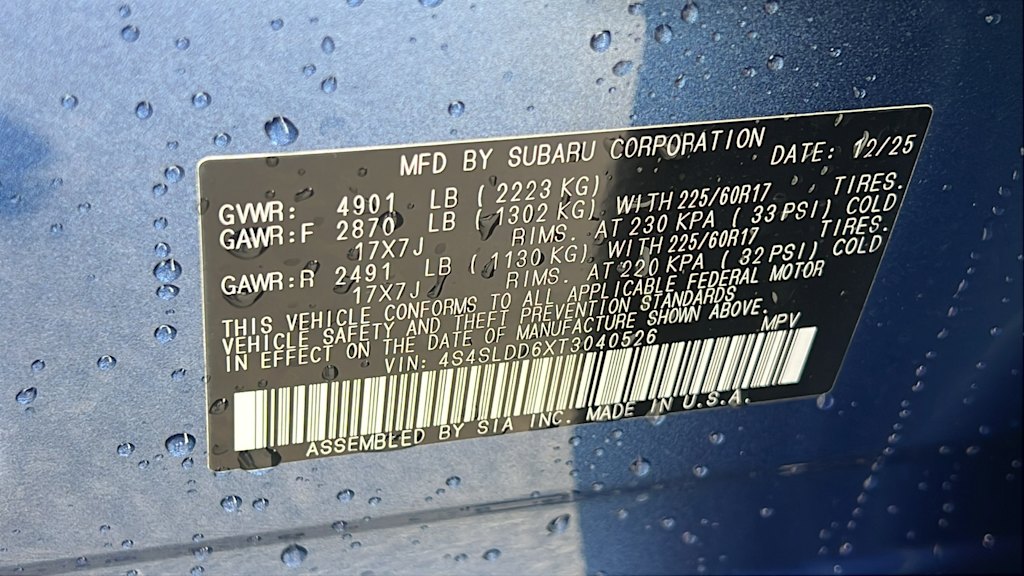 MFD BY SUBARU CORPORATION DATE: 12/25
GVWR: 4901 LB (2223 KG)
GAWR:F 2870 LB (1302 KG) WITH 225/60R17 TIRES.
17X7J RIMS. AT 230 KPA (33 PSI) COLD
GAWR:R 2491 LB (1130 KG) WITH 225/60R17 TIRES.
17X7J RIMS. AT 220 KPA (32 PSI) COLD
THIS VEHICLE CONFORMS TO ALL APPLICABLE FEDERAL MOTOR
VEHICLE SAFETY AND THEFT PREVENTION STANDARDS
IN EFFECT ON THE DATE OF MANUFACTURE SHOWN ABOVE.
VIN: 4S4SLDD6XT3040526 MPV
ASSEMBLED BY SIA INC. MADE IN U.S.A.